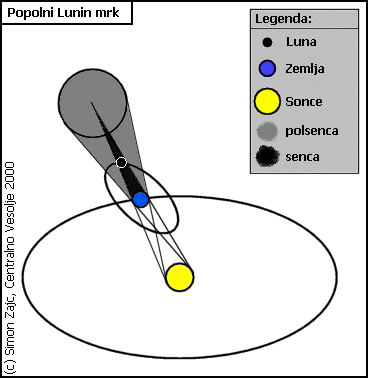 Popolni Lunin mrk
Legenda:
Luna
Zemlja
Sonce
polsenca
senca
(c) Simon Zajc, Centralno Vesolje 2000